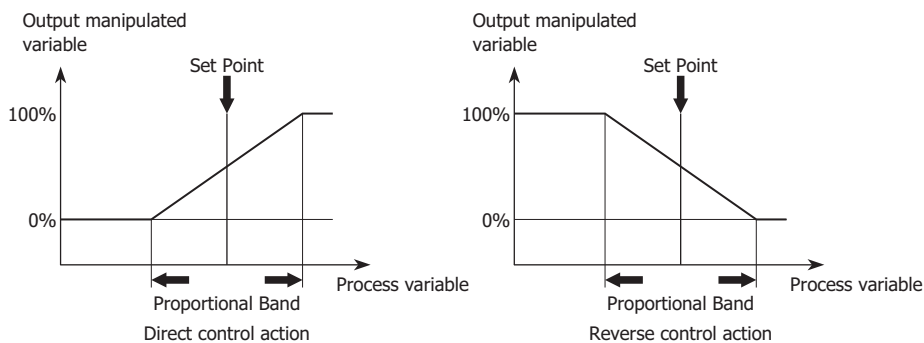 Output manipulated
variable
Set Point
100%
0%
Process variable
Proportional Band
Direct control action
Output manipulated
variable
Set Point
100%
0%
Process variable
Proportional Band
Reverse control action